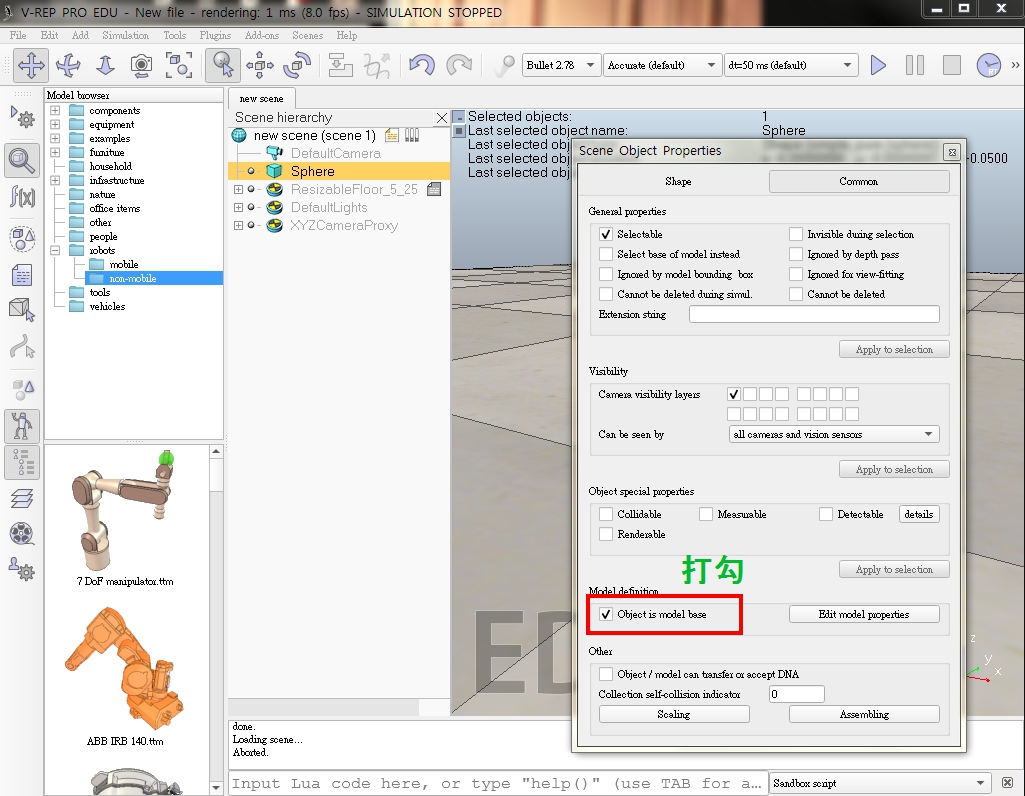 V-REP PRO EDU - New file - rendering: 1 ms (8.0 fps) - SIMULATION STOPPED
File Edit Add Simulation Tools Plugins Add-ons Scenes Help
Bullet 2.78 Accurate (default) dt=50 ms (default)
Model browser
components
equipment
examples
furniture
household
infrastructure
nature
office items
other
people
robots
mobile
non-mobile
tools
vehicles
7 DoF manipulator.ttm
ABB IRB 140.ttm
new scene
Scene hierarchy
new scene (scene 1)
DefaultCamera
Sphere
ResizableFloor_5_25
DefaultLights
XYZCameraProxy
Selected objects: 1
Last selected object name: Sphere
Last selected obj
Last selected obj -0.0500
Last selected obj
Scene Object Properties
Shape Common
General properties
Selectable Invisible during selection
Select base of model instead Ignored by depth pass
Ignored by model bounding box Ignored for view-fitting
Cannot be deleted during simul. Cannot be deleted
Extension string
Apply to selection
Visibility
Camera visibility layers
Can be seen by all cameras and vision sensors
Apply to selection
Object special properties
Collidable Measurable Detectable details
Renderable
打勾
Apply to selection
Model definition
Object is model base Edit model properties
Other
Object / model can transfer or accept DNA
Collection self-collision indicator 0
Scaling Assembling
ED
z
y
x
done.
Loading scene...
Aborted.
Input Lua code here, or type "help()" (use TAB for a... Sandbox script